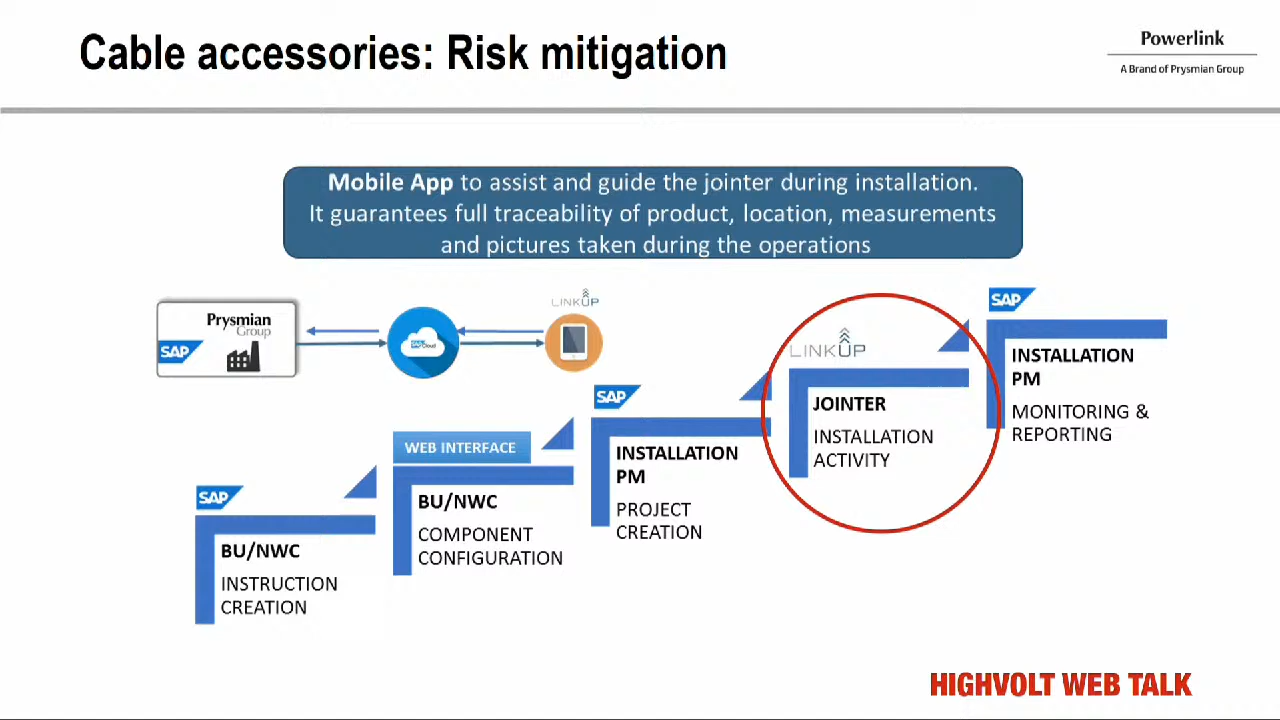 Cable accessories: Risk mitigation
Powerlink
A Brand of Prysmian Group
Mobile App to assist and guide the jointer during installation.
It guarantees full traceability of product, location, measurements
and pictures taken during the operations
Prysmian
Group
SAP
Cloud
LINKUP
SAP
BU/NWC
INSTRUCTION
CREATION
WEB INTERFACE
BU/NWC
COMPONENT
CONFIGURATION
SAP
INSTALLATION
PM
PROJECT
CREATION
LINKUP
JOINTER
INSTALLATION
ACTIVITY
SAP
INSTALLATION
PM
MONITORING &
REPORTING
HIGHVOLT WEB TALK